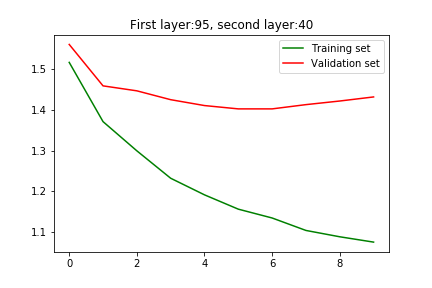 First layer:95, second layer:40
Training set
Validation set
1.5
1.4
1.3
1.2
1.1
0 2 4 6 8